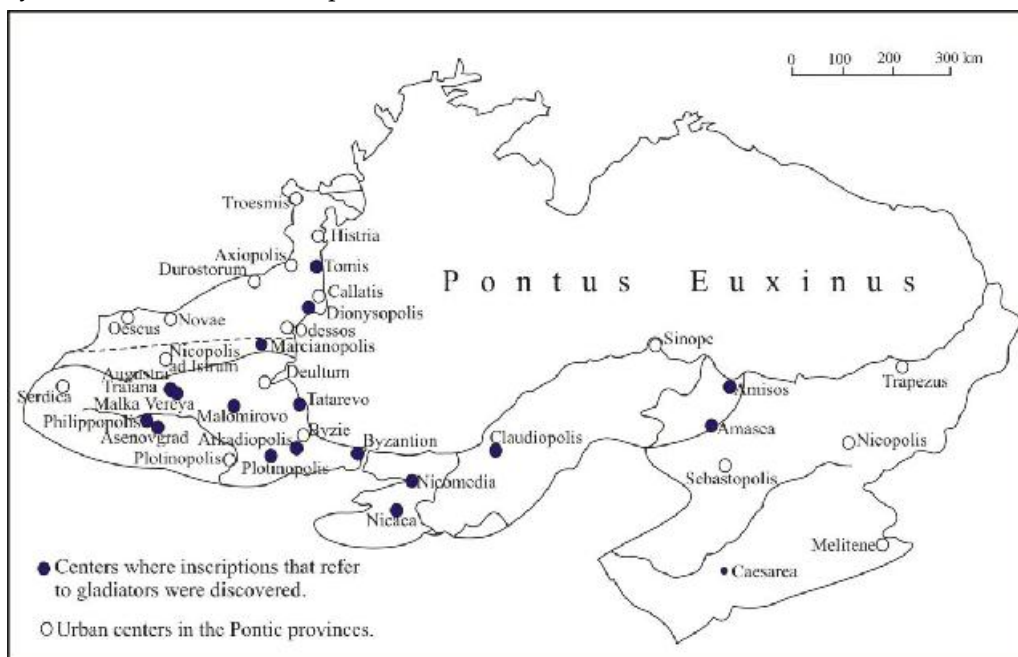 0 100 200 300 km
Troesmis
Histria
Axiopolis
Tomis
Durostorum
Callatis
Pontus Euxinus
Dionysopolis
Oescus
Novae
Odessos
Marcianopolis
Sinope
Nicopolis
ad Istrum
Augustra
Traiana
Deultum
Trapezus
Serdica
Amisos
Malka Vereya
Tatarevo
Malomirovo
Philippopolis
Asenovgrad
Arkadiopolis
Byzie
Byzantion
Claudiopolis
Amasea
Nicopolis
Plotinopolis
Plotinopolis
Sebastopolis
Nicomedia
Nicaea
Melitene
Caesarea
Centers where inscriptions that refer
to gladiators were discovered.
Urban centers in the Pontic provinces.